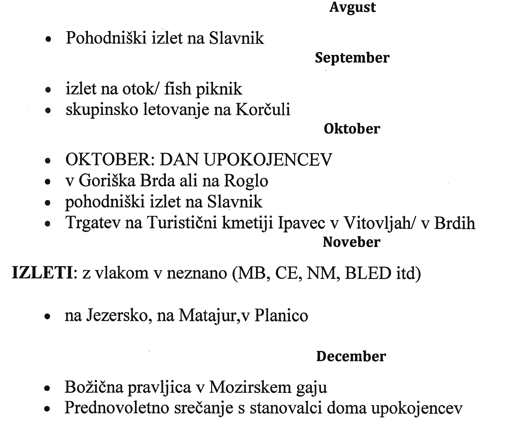 Avgust
• Pohodniški izlet na Slavnik
September
• izlet na otok/ fish piknik
• skupinsko letovanje na Korčuli
Oktober
• OKTOBER: DAN UPOKOJENCEV
• v Goriška Brda ali na Roglo
• pohodniški izlet na Slavnik
• Trgatev na Turistični kmetiji Ipavec v Vitovljah/ v Brdih
Noveber
IZLETI: z vlakom v neznano (MB, CE, NM, BLED itd)
• na Jezersko, na Matajur,v Planico
December
• Božična pravljica v Mozirskem gaju
• Prednovoletno srečanje s stanovalci doma upokojencev